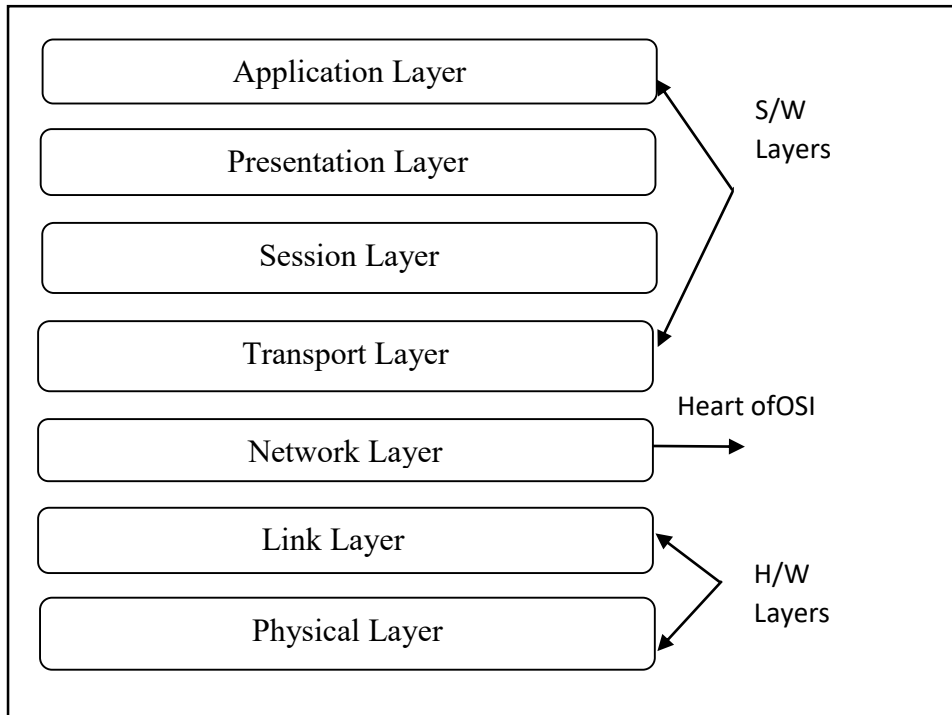 Application Layer
S/W
Layers
Presentation Layer
Session Layer
Transport Layer
Heart ofOSI
Network Layer
Link Layer
H/W
Layers
Physical Layer